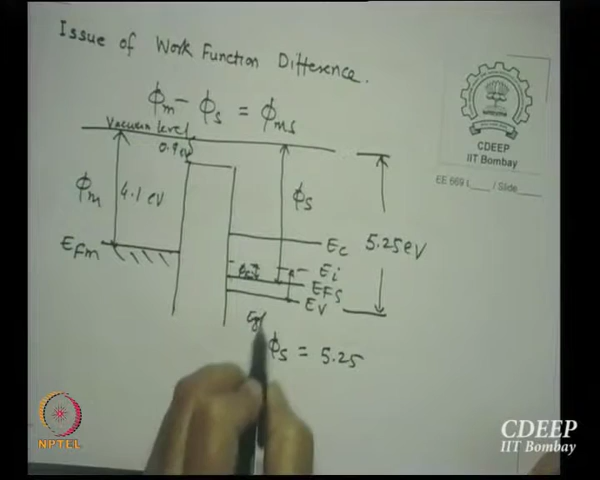 Issue of Work Function Difference.
ϕm - ϕs = ϕms
Vacuum level
0.9 eV
ϕm
4.1 eV
ϕs
5.25 eV
EFm
Ec
Ei
EFS
Ev
ϕs = 5.25
CDEEP
IIT Bombay
EE 669 L____ / Slide____
NPTEL
CDEEP
IIT Bombay